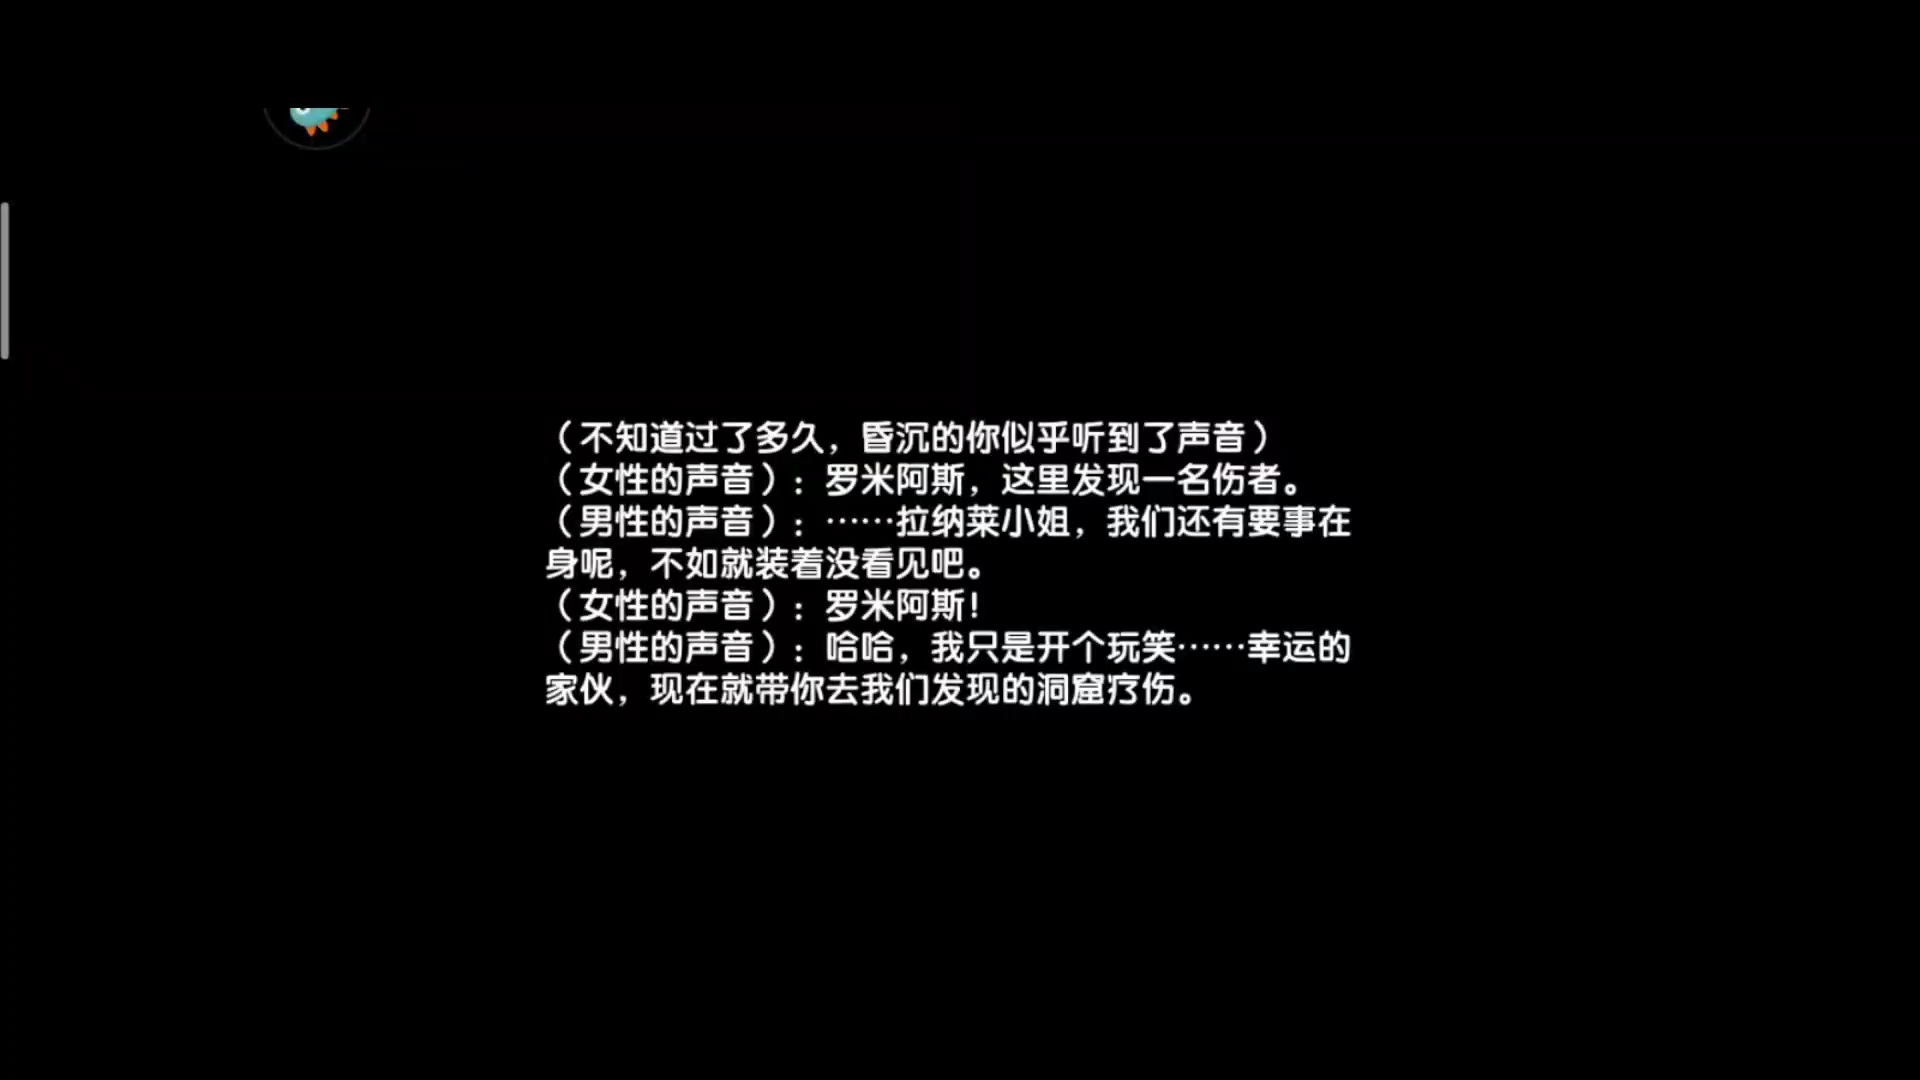 （不知道过了多久，昏沉的你似乎听到了声音）
（女性的声音）：罗米阿斯，这里发现一名伤者。
（男性的声音）：……拉纳莱小姐，我们还有要事在
身呢，不如就装着没看见吧。
（女性的声音）：罗米阿斯！
（男性的声音）：哈哈，我只是开个玩笑……幸运的
家伙，现在就带你去我们发现的洞窟疗伤。